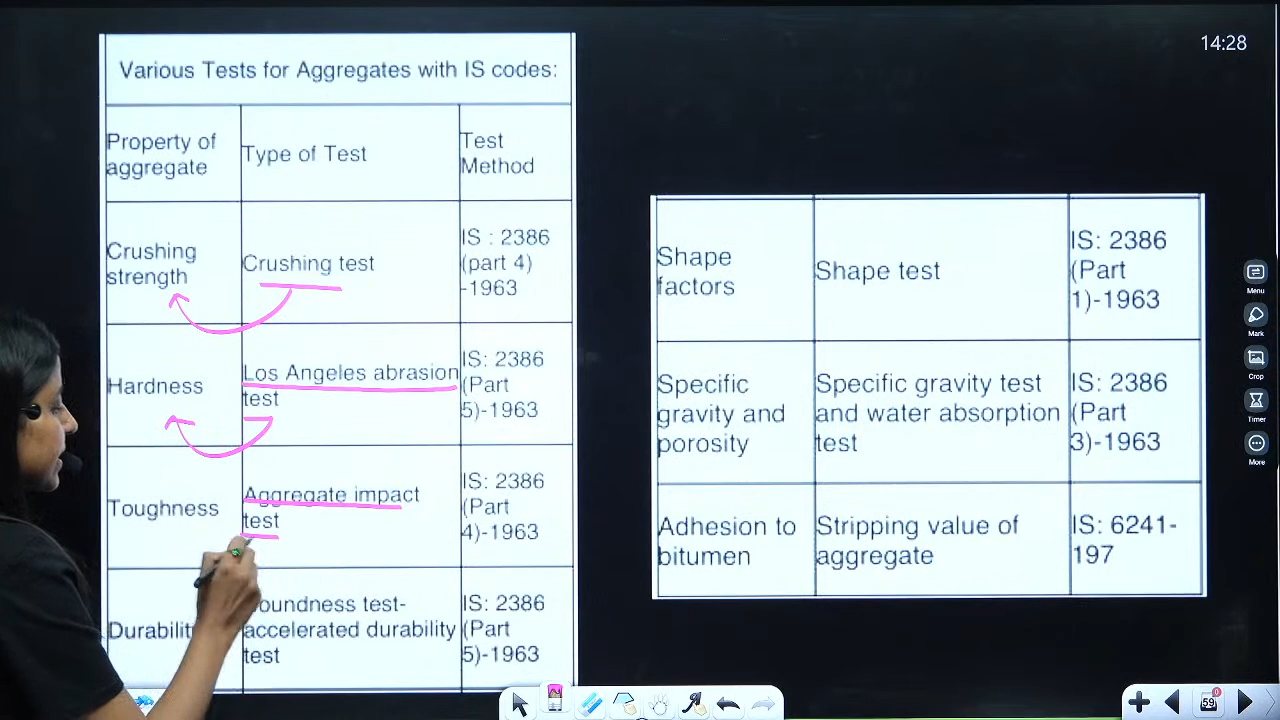 14:28
Various Tests for Aggregates with IS codes:
Property of
aggregate
Type of Test
Test
Method
Crushing
strength
Crushing test
IS : 2386
(part 4)
-1963
Hardness
Los Angeles abrasion
test
IS: 2386
(Part
5)-1963
Toughness
Aggregate impact
test
IS: 2386
(Part
4)-1963
accelerated durability
test
IS: 2386
(Part
5)-1963
Shape
factors
Shape test
IS: 2386
(Part
1)-1963
Specific
gravity and
porosity
Specific gravity test
and water absorption
test
IS: 2386
(Part
3)-1963
Adhesion to
bitumen
Stripping value of
aggregate
IS: 6241-
197
Menu
Mark
Crop
Timer
More
59